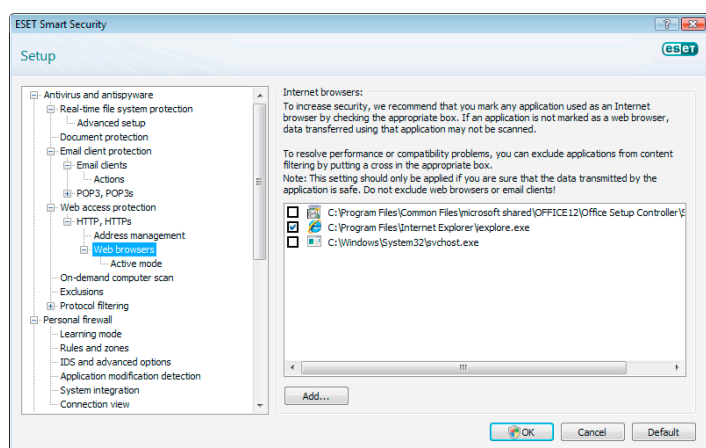 ESET Smart Security
Setup
eset
Antivirus and antispyware
Real-time file system protection
Advanced setup
Document protection
Email client protection
Email clients
Actions
POP3, POP3s
Web access protection
HTTP, HTTPs
Address management
Web browsers
Active mode
On-demand computer scan
Exclusions
Protocol filtering
Personal firewall
Learning mode
Rules and zones
IDS and advanced options
Application modification detection
System integration
Connection view
Internet browsers:
To increase security, we recommend that you mark any application used as an Internet
browser by checking the appropriate box. If an application is not marked as a web browser,
data transferred using that application may not be scanned.
To resolve performance or compatibility problems, you can exclude applications from content
filtering by putting a cross in the appropriate box.
Note: This setting should only be applied if you are sure that the data transmitted by the
application is safe. Do not exclude web browsers or email clients!
C:\Program Files\Common Files\microsoft shared\OFFICE12\Office Setup Controller\
C:\Program Files\Internet Explorer\iexplore.exe
C:\Windows\System32\svchost.exe
Add...
OK
Cancel
Default